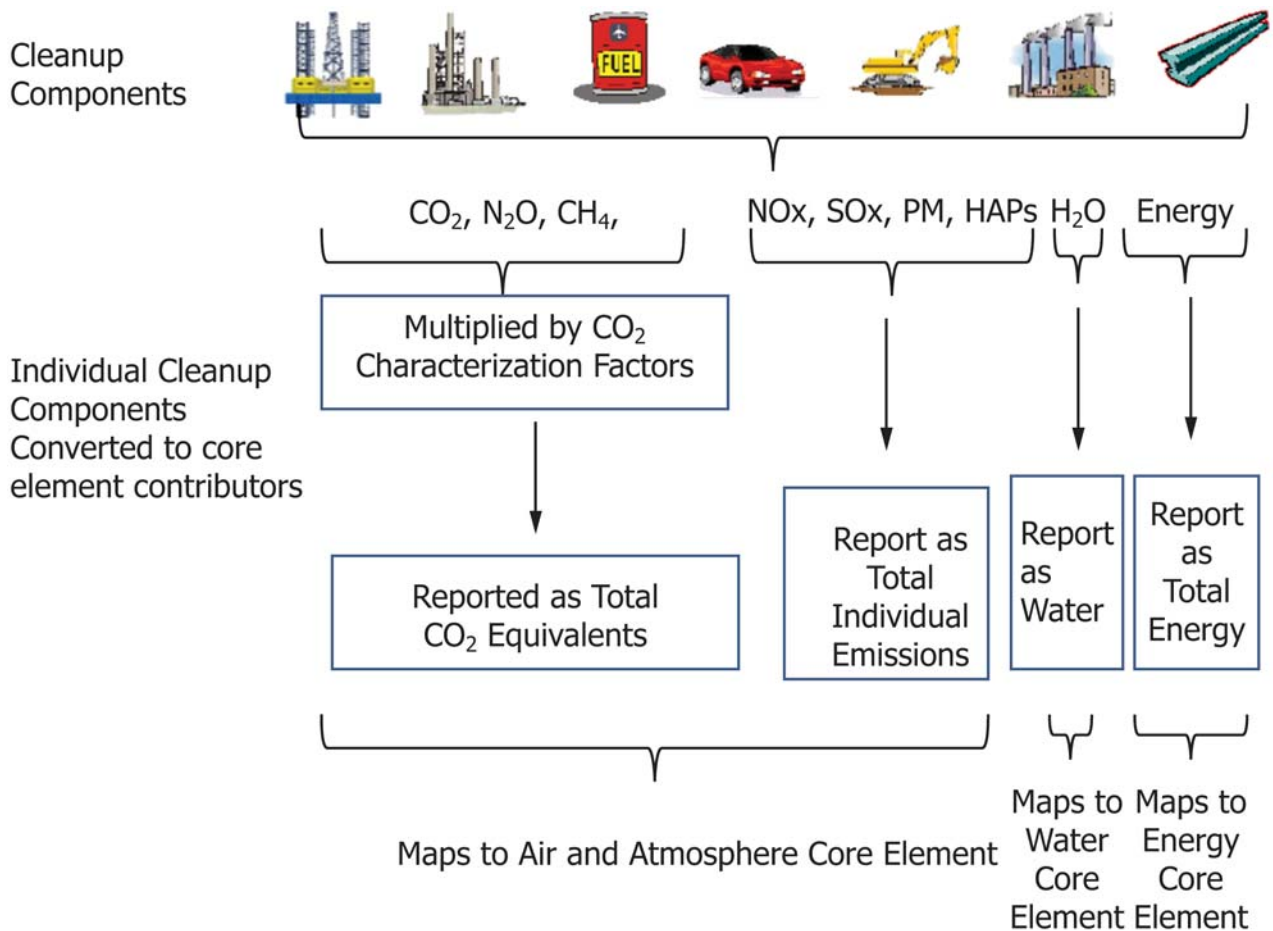 Cleanup
Components
FUEL
CO₂, N₂O, CH₄,
NOx, SOx, PM, HAPs
H₂O
Energy
Individual Cleanup
Components
Converted to core
element contributors
Multiplied by CO₂
Characterization Factors
Reported as Total
CO₂ Equivalents
Report as
Total
Individual
Emissions
Report
as
Water
Report
as
Total
Energy
Maps to Air and Atmosphere Core Element
Maps to
Water
Core
Element
Maps to
Energy
Core
Element